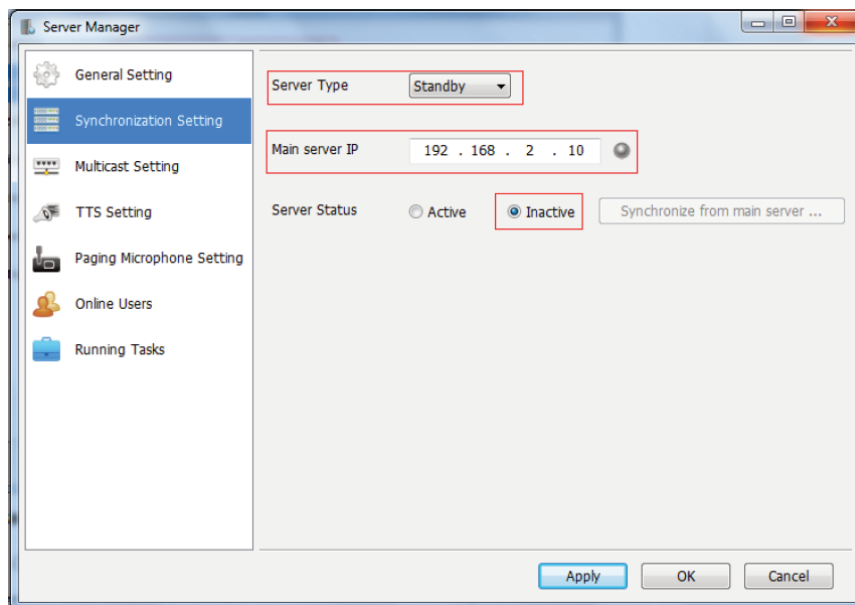 Server Manager
General Setting
Synchronization Setting
Multicast Setting
TTS Setting
Paging Microphone Setting
Online Users
Running Tasks
Server Type Standby
Main server IP 192 . 168 . 2 . 10
Server Status Active Inactive Synchronize from main server ...
Apply OK Cancel